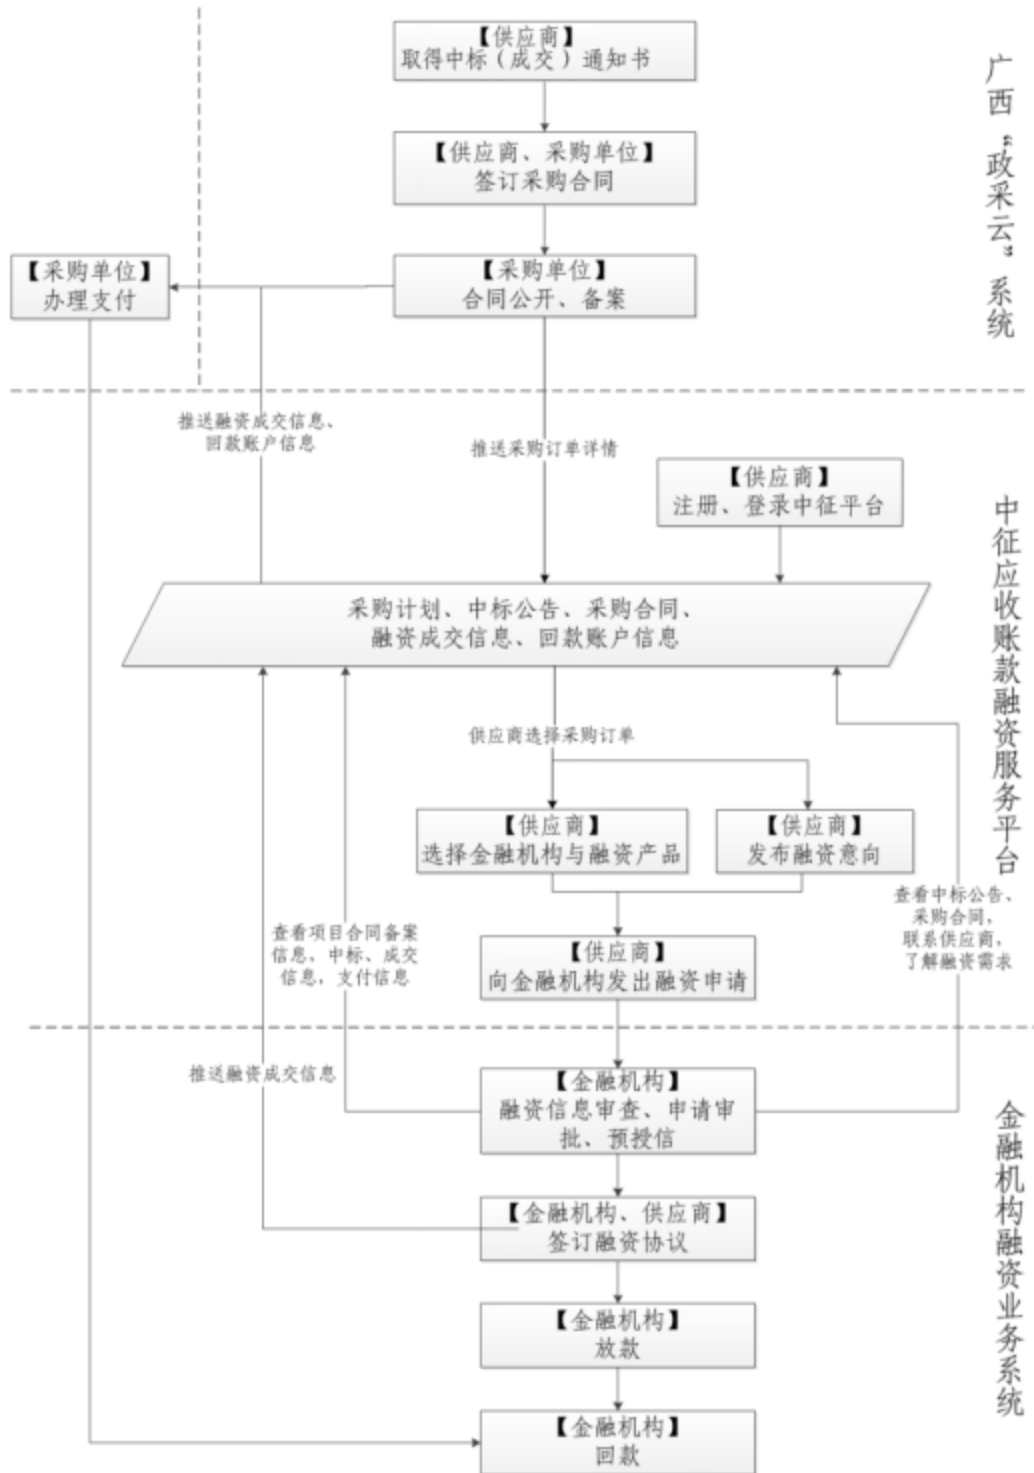 【供应商】
取得中标（成交）通知书
广西“政采云”系统
【供应商、采购单位】
签订采购合同
【采购单位】
办理支付
【采购单位】
合同公开、备案
推送融资成交信息、
回款账户信息
推送采购订单详情
【供应商】
注册、登录中征平台
中征应收账款融资服务平台
采购计划、中标公告、采购合同、
融资成交信息、回款账户信息
供应商选择采购订单
【供应商】
选择金融机构与融资产品
【供应商】
发布融资意向
查看中标公告、
采购合同，
联系供应商，
了解融资需求
查看项目合同备案
信息，中标、成交
信息，支付信息
【供应商】
向金融机构发出融资申请
推送融资成交信息
【金融机构】
融资信息审查、申请审
批、预授信
金融机构融资业务系统
【金融机构、供应商】
签订融资协议
【金融机构】
放款
【金融机构】
回款